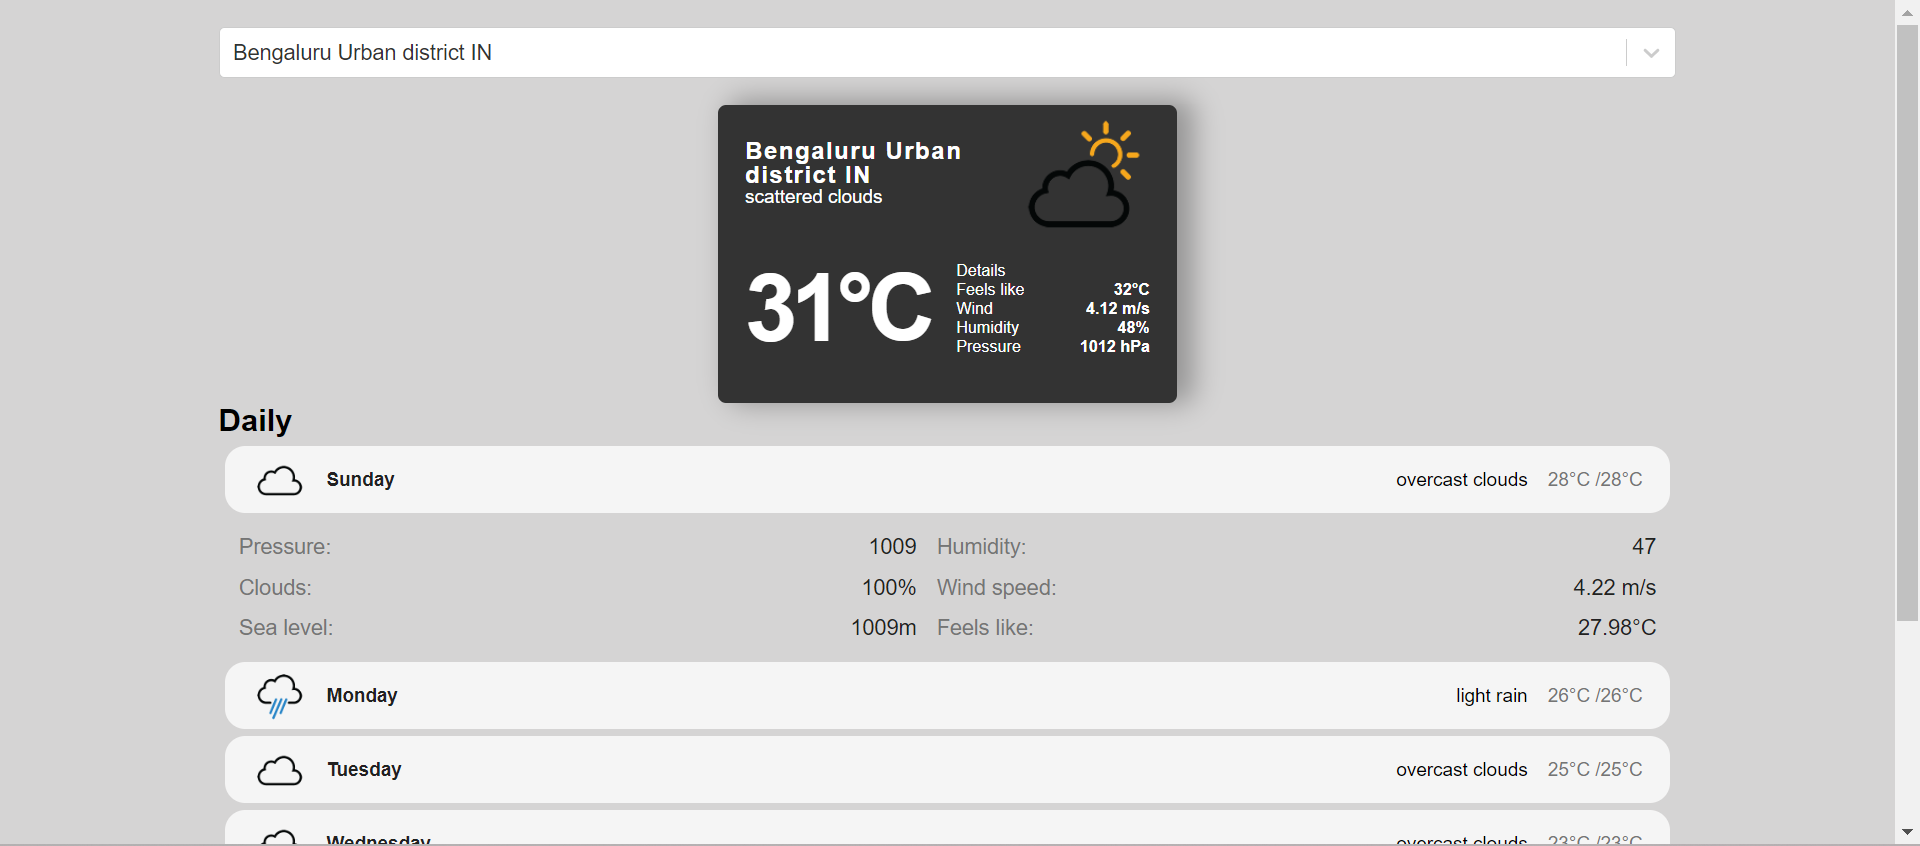 Bengaluru Urban district IN
Bengaluru Urban
district IN
scattered clouds
31°C
Details
Feels like 32°C
Wind 4.12 m/s
Humidity 48%
Pressure 1012 hPa
Daily
Sunday overcast clouds 28°C /28°C
Pressure: 1009 Humidity: 47
Clouds: 100% Wind speed: 4.22 m/s
Sea level: 1009m Feels like: 27.98°C
Monday light rain 26°C /26°C
Tuesday overcast clouds 25°C /25°C
Wednesday overcast clouds 23°C /23°C